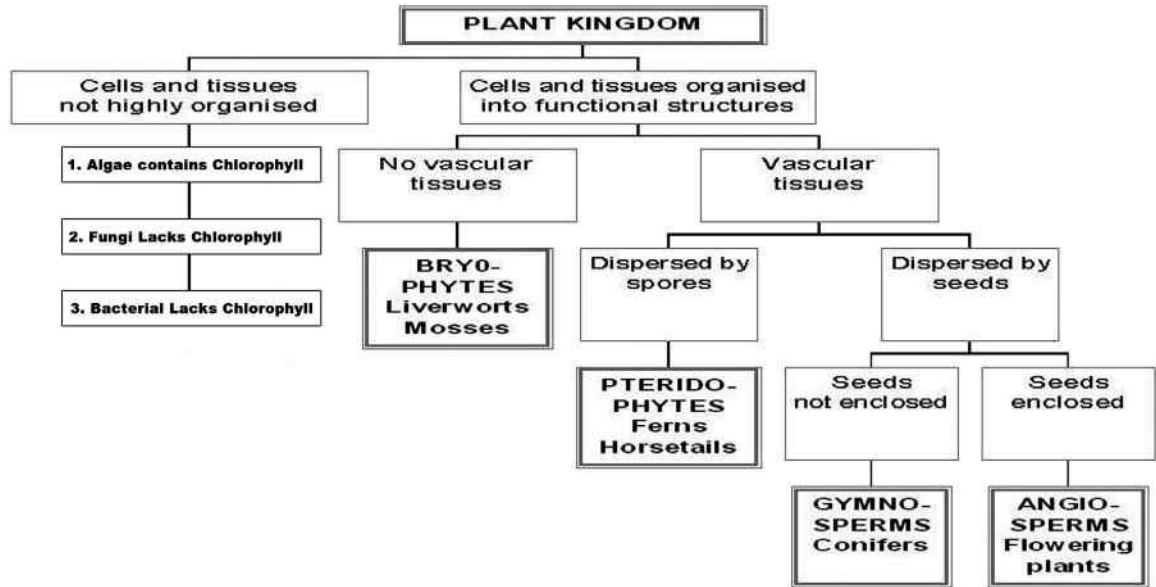 PLANT KINGDOM
Cells and tissues
not highly organised
1. Algae contains Chlorophyll
2. Fungi Lacks Chlorophyll
3. Bacterial Lacks Chlorophyll
Cells and tissues organised
into functional structures
No vascular
tissues
BRY0-
PHYTES
Liverworts
Mosses
Vascular
tissues
Dispersed by
spores
PTERIDO-
PHYTES
Ferns
Horsetails
Dispersed by
seeds
Seeds
not enclosed
GYMNO-
SPERMS
Conifers
Seeds
enclosed
ANGIO-
SPERMS
Flowering
plants